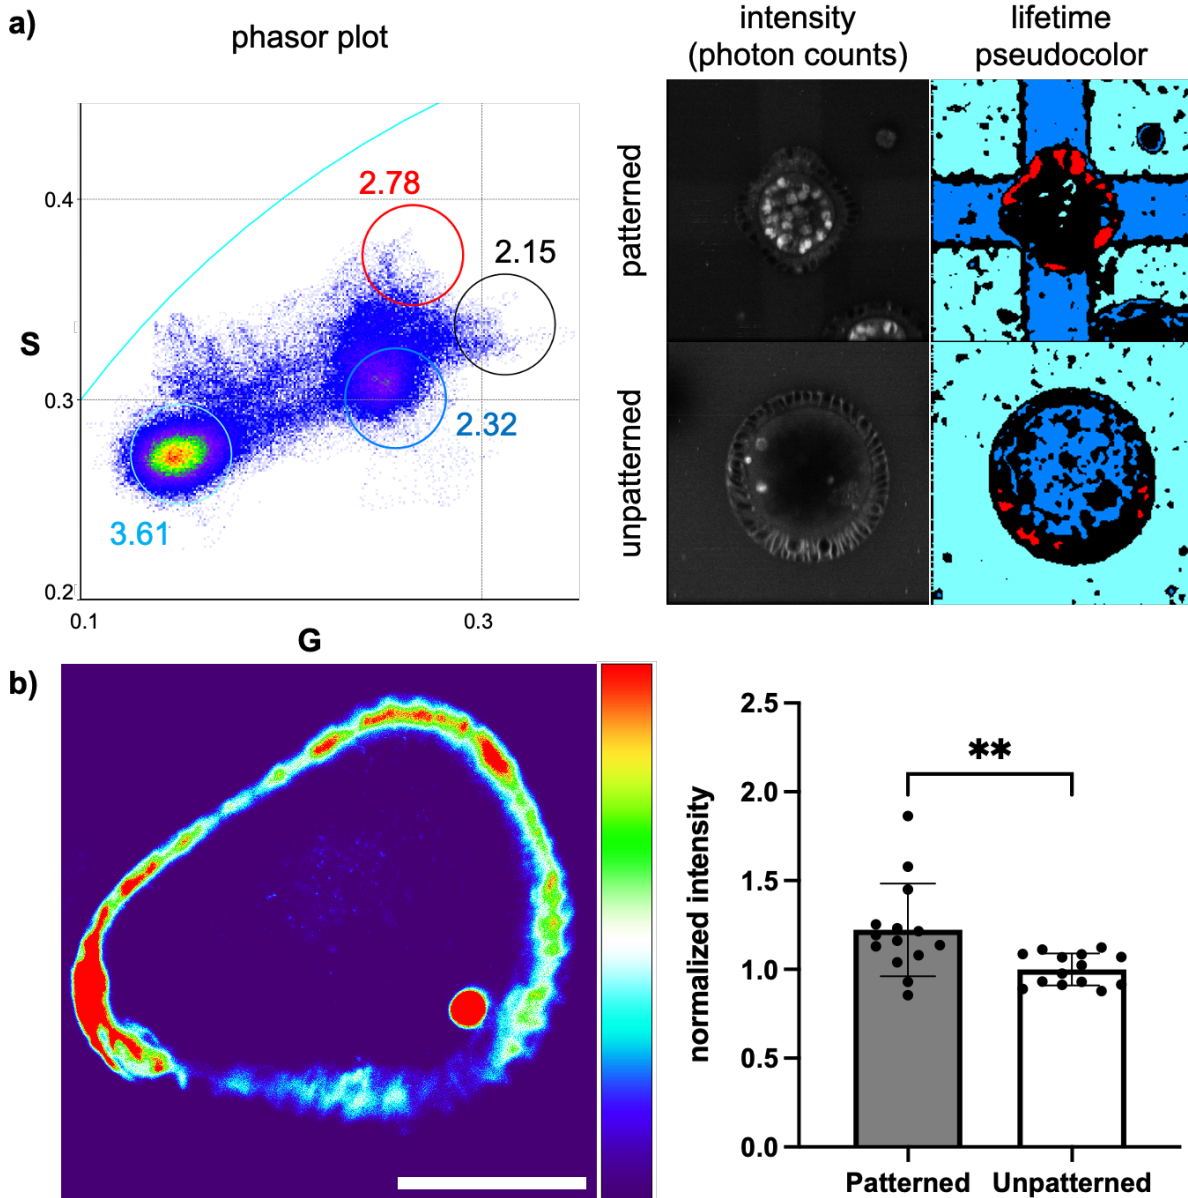 a)
phasor plot
intensity
(photon counts)
lifetime
pseudocolor
0.4
0.3
0.2
S
0.1
0.3
G
2.78
2.15
2.32
3.61
patterned
unpatterned
b)
normalized intensity
2.5
2.0
1.5
1.0
0.5
0.0
**
Patterned
Unpatterned